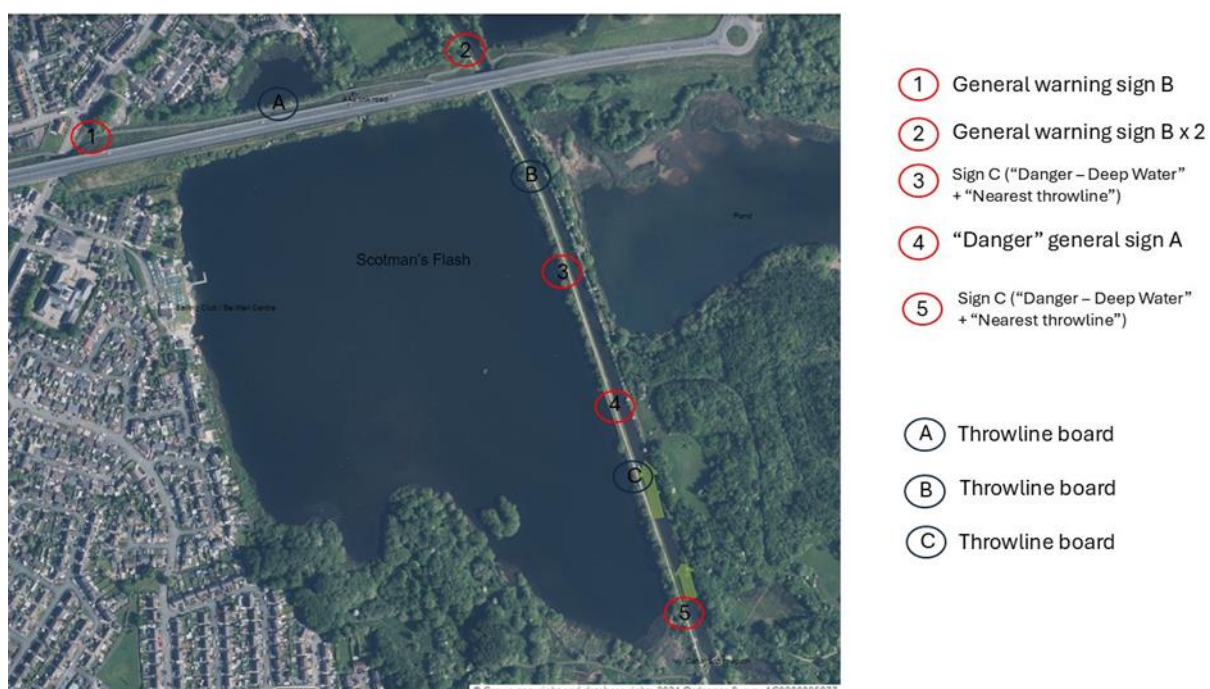 2
A
1
B
Pond
Scotman's Flash
3
4
C
5
1 General warning sign B
2 General warning sign B x 2
3 Sign C (“Danger – Deep Water”
+ “Nearest throwline”)
4 “Danger” general sign A
5 Sign C (“Danger – Deep Water”
+ “Nearest throwline”)
A Throwline board
B Throwline board
C Throwline board